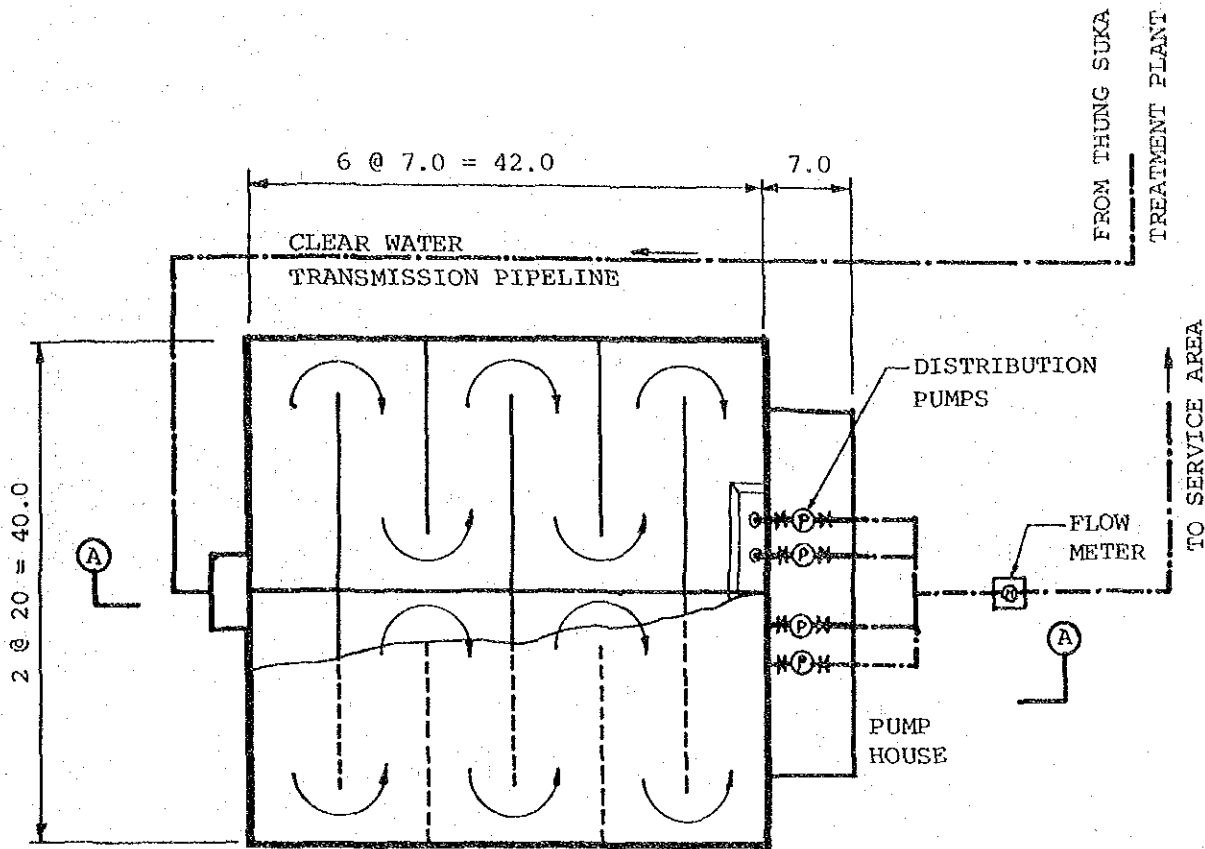 FROM THUNG SUKA
TREATMENT PLANT
6 @ 7.0 = 42.0
7.0
CLEAR WATER
TRANSMISSION PIPELINE
DISTRIBUTION
PUMPS
TO SERVICE AREA
2 @ 20 = 40.0
A
P
P
FLOW
METER
M
P
P
A
PUMP
HOUSE